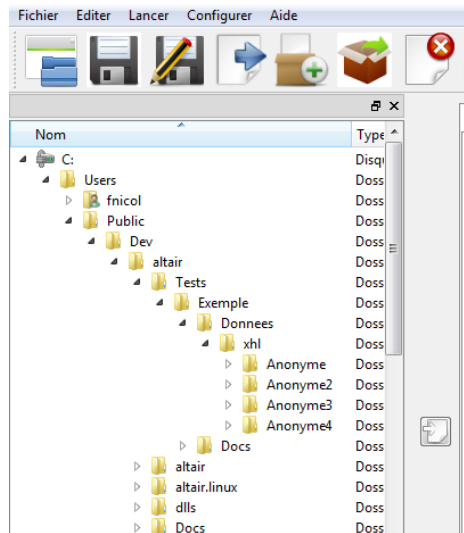 Fichier Editer Lancer Configurer Aide
Nom Type
C: Disq
Users Doss
fnicol Doss
Public Doss
Dev Doss
altair Doss
Tests Doss
Exemple Doss
Donnees Doss
xhl Doss
Anonyme Doss
Anonyme2 Doss
Anonyme3 Doss
Anonyme4 Doss
Docs Doss
altair Doss
altair.linux Doss
dlls Doss
Docs Doss